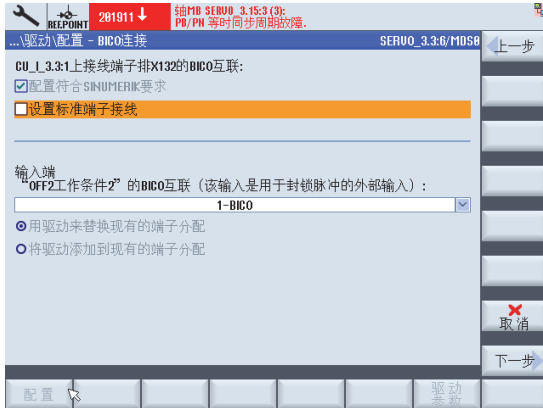 REF.POINT
201911
轴MB SERVO 3.15:3(3):
PB/PN 等时同步周期故障.
...\驱动\配置 - BICO连接
SERVO_3.3:6/MDS0
上一步
CU_I_3.3:1上接线端子排X132的BICO互联:
配置符合SINUMERIK要求
设置标准端子接线
输入端
“OFF2工作条件2”的BICO互联（该输入是用于封锁脉冲的外部输入）:
1-BICO
用驱动来替换现有的端子分配
将驱动添加到现有的端子分配
取消
下一步
配置
驱动
参数